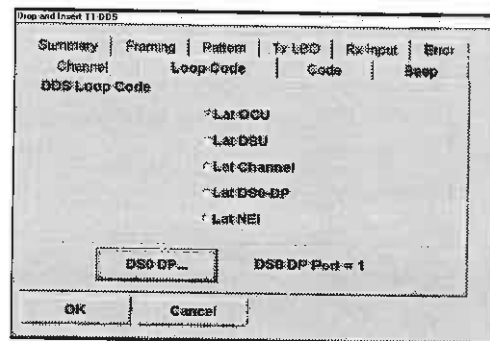 Drop and Insert T1-DDS
Summary Framing Pattern Tx LBO Rx Input Error
Channel Loop Code Code Beep
DDS Loop Code
Lat OCU
Lat DSU
Lat Channel
Lat DS0-DP
Lat NEI
DS0 DP... DS0 DP Port = 1
OK Cancel